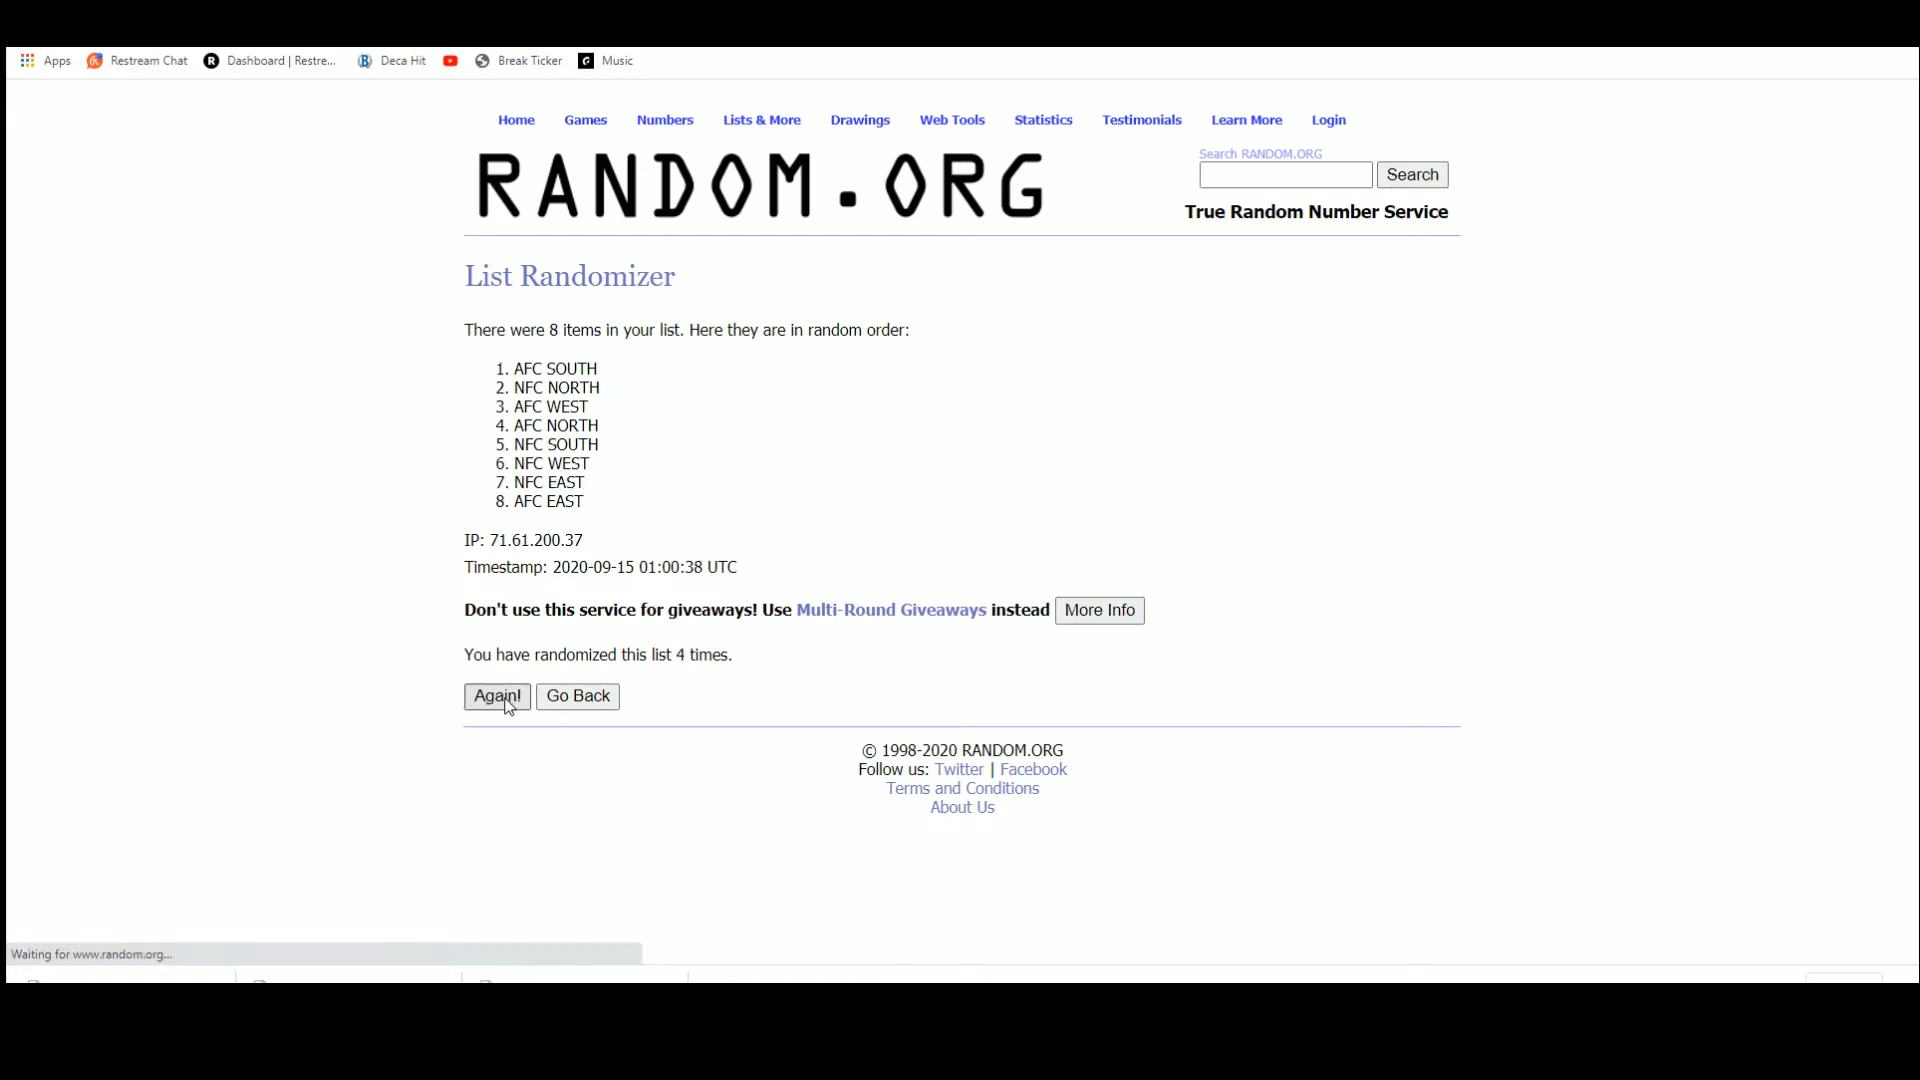 Apps Restream Chat Dashboard | Restre... Deca Hit Break Ticker Music
Home Games Numbers Lists & More Drawings Web Tools Statistics Testimonials Learn More Login
RANDOM.ORG
Search RANDOM.ORG
Search
True Random Number Service
List Randomizer
There were 8 items in your list. Here they are in random order:
1. AFC SOUTH
2. NFC NORTH
3. AFC WEST
4. AFC NORTH
5. NFC SOUTH
6. NFC WEST
7. NFC EAST
8. AFC EAST
IP: 71.61.200.37
Timestamp: 2020-09-15 01:00:38 UTC
Don't use this service for giveaways! Use Multi-Round Giveaways instead More Info
You have randomized this list 4 times.
Again! Go Back
© 1998-2020 RANDOM.ORG
Follow us: Twitter | Facebook
Terms and Conditions
About Us
Waiting for www.random.org...